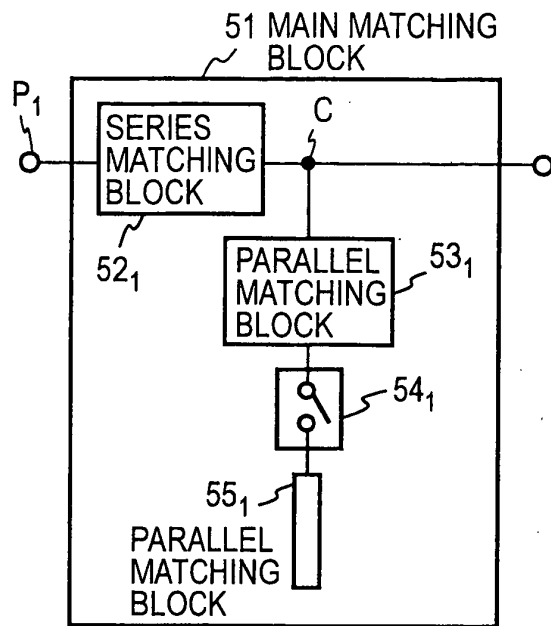 51 MAIN MATCHING
BLOCK
P₁
SERIES
MATCHING
BLOCK
C
52₁
PARALLEL
MATCHING
BLOCK
53₁
54₁
55₁
PARALLEL
MATCHING
BLOCK